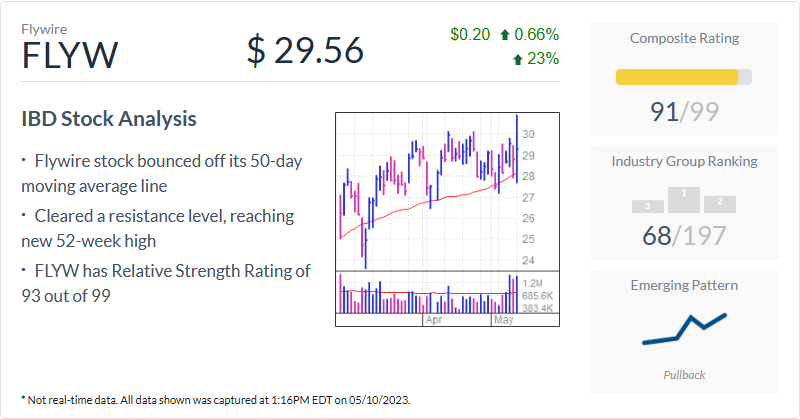 Flywire
FLYW
$ 29.56
$0.20 0.66%
23%
IBD Stock Analysis
· Flywire stock bounced off its 50-day
moving average line
· Cleared a resistance level, reaching
new 52-week high
· FLYW has Relative Strength Rating of
93 out of 99
30
29
28
27
26
25
24
1.2M
685.6K
383.4K
Apr
May
Composite Rating
91/99
Industry Group Ranking
3 1 2
68/197
Emerging Pattern
Pullback
* Not real-time data. All data shown was captured at 1:16PM EDT on 05/10/2023.